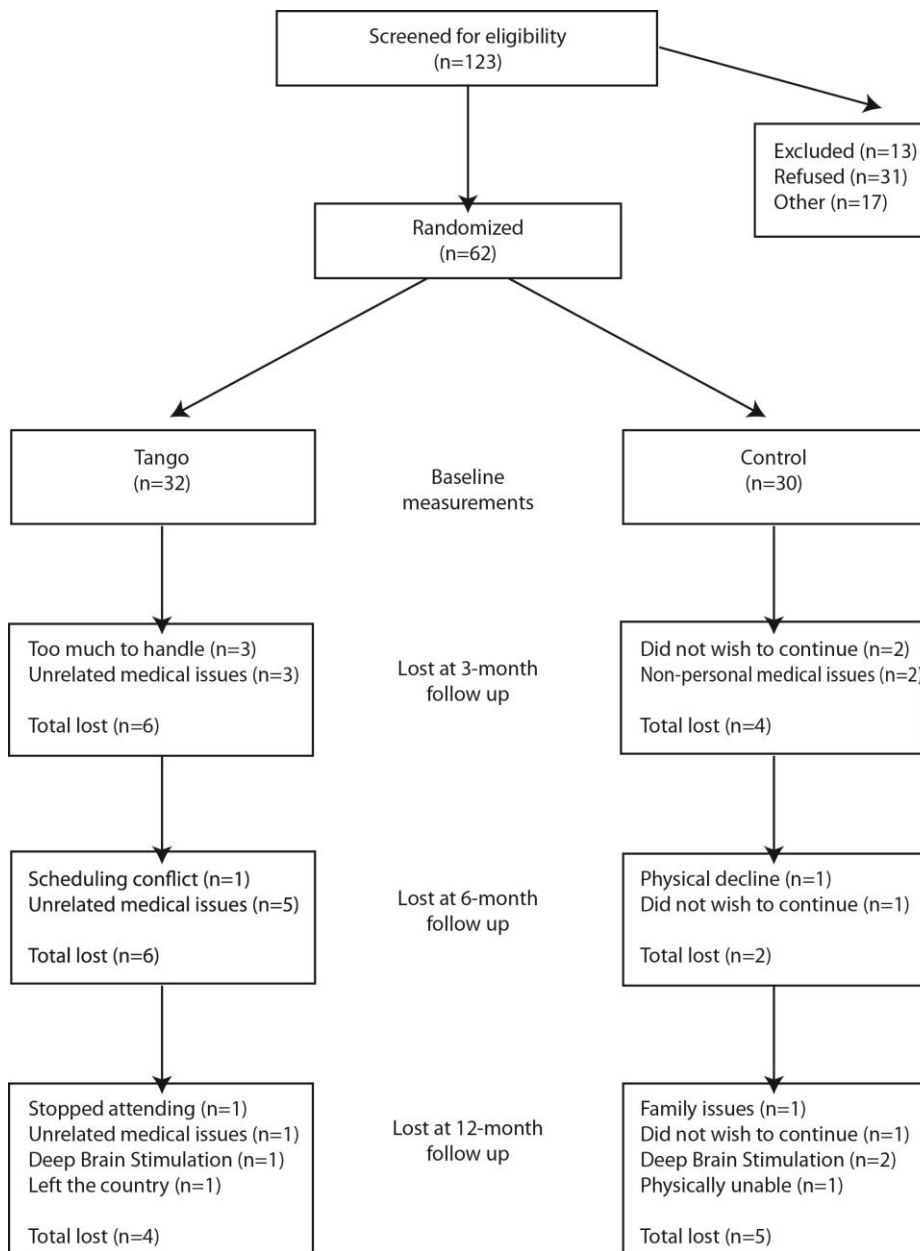 Screened for eligibility
(n=123)
Excluded (n=13)
Refused (n=31)
Other (n=17)
Randomized
(n=62)
Tango
(n=32)
Baseline
measurements
Control
(n=30)
Too much to handle (n=3)
Unrelated medical issues (n=3)
Total lost (n=6)
Lost at 3-month
follow up
Did not wish to continue (n=2)
Non-personal medical issues (n=2)
Total lost (n=4)
Scheduling conflict (n=1)
Unrelated medical issues (n=5)
Total lost (n=6)
Lost at 6-month
follow up
Physical decline (n=1)
Did not wish to continue (n=1)
Total lost (n=2)
Stopped attending (n=1)
Unrelated medical issues (n=1)
Deep Brain Stimulation (n=1)
Left the country (n=1)
Total lost (n=4)
Lost at 12-month
follow up
Family issues (n=1)
Did not wish to continue (n=1)
Deep Brain Stimulation (n=2)
Physically unable (n=1)
Total lost (n=5)